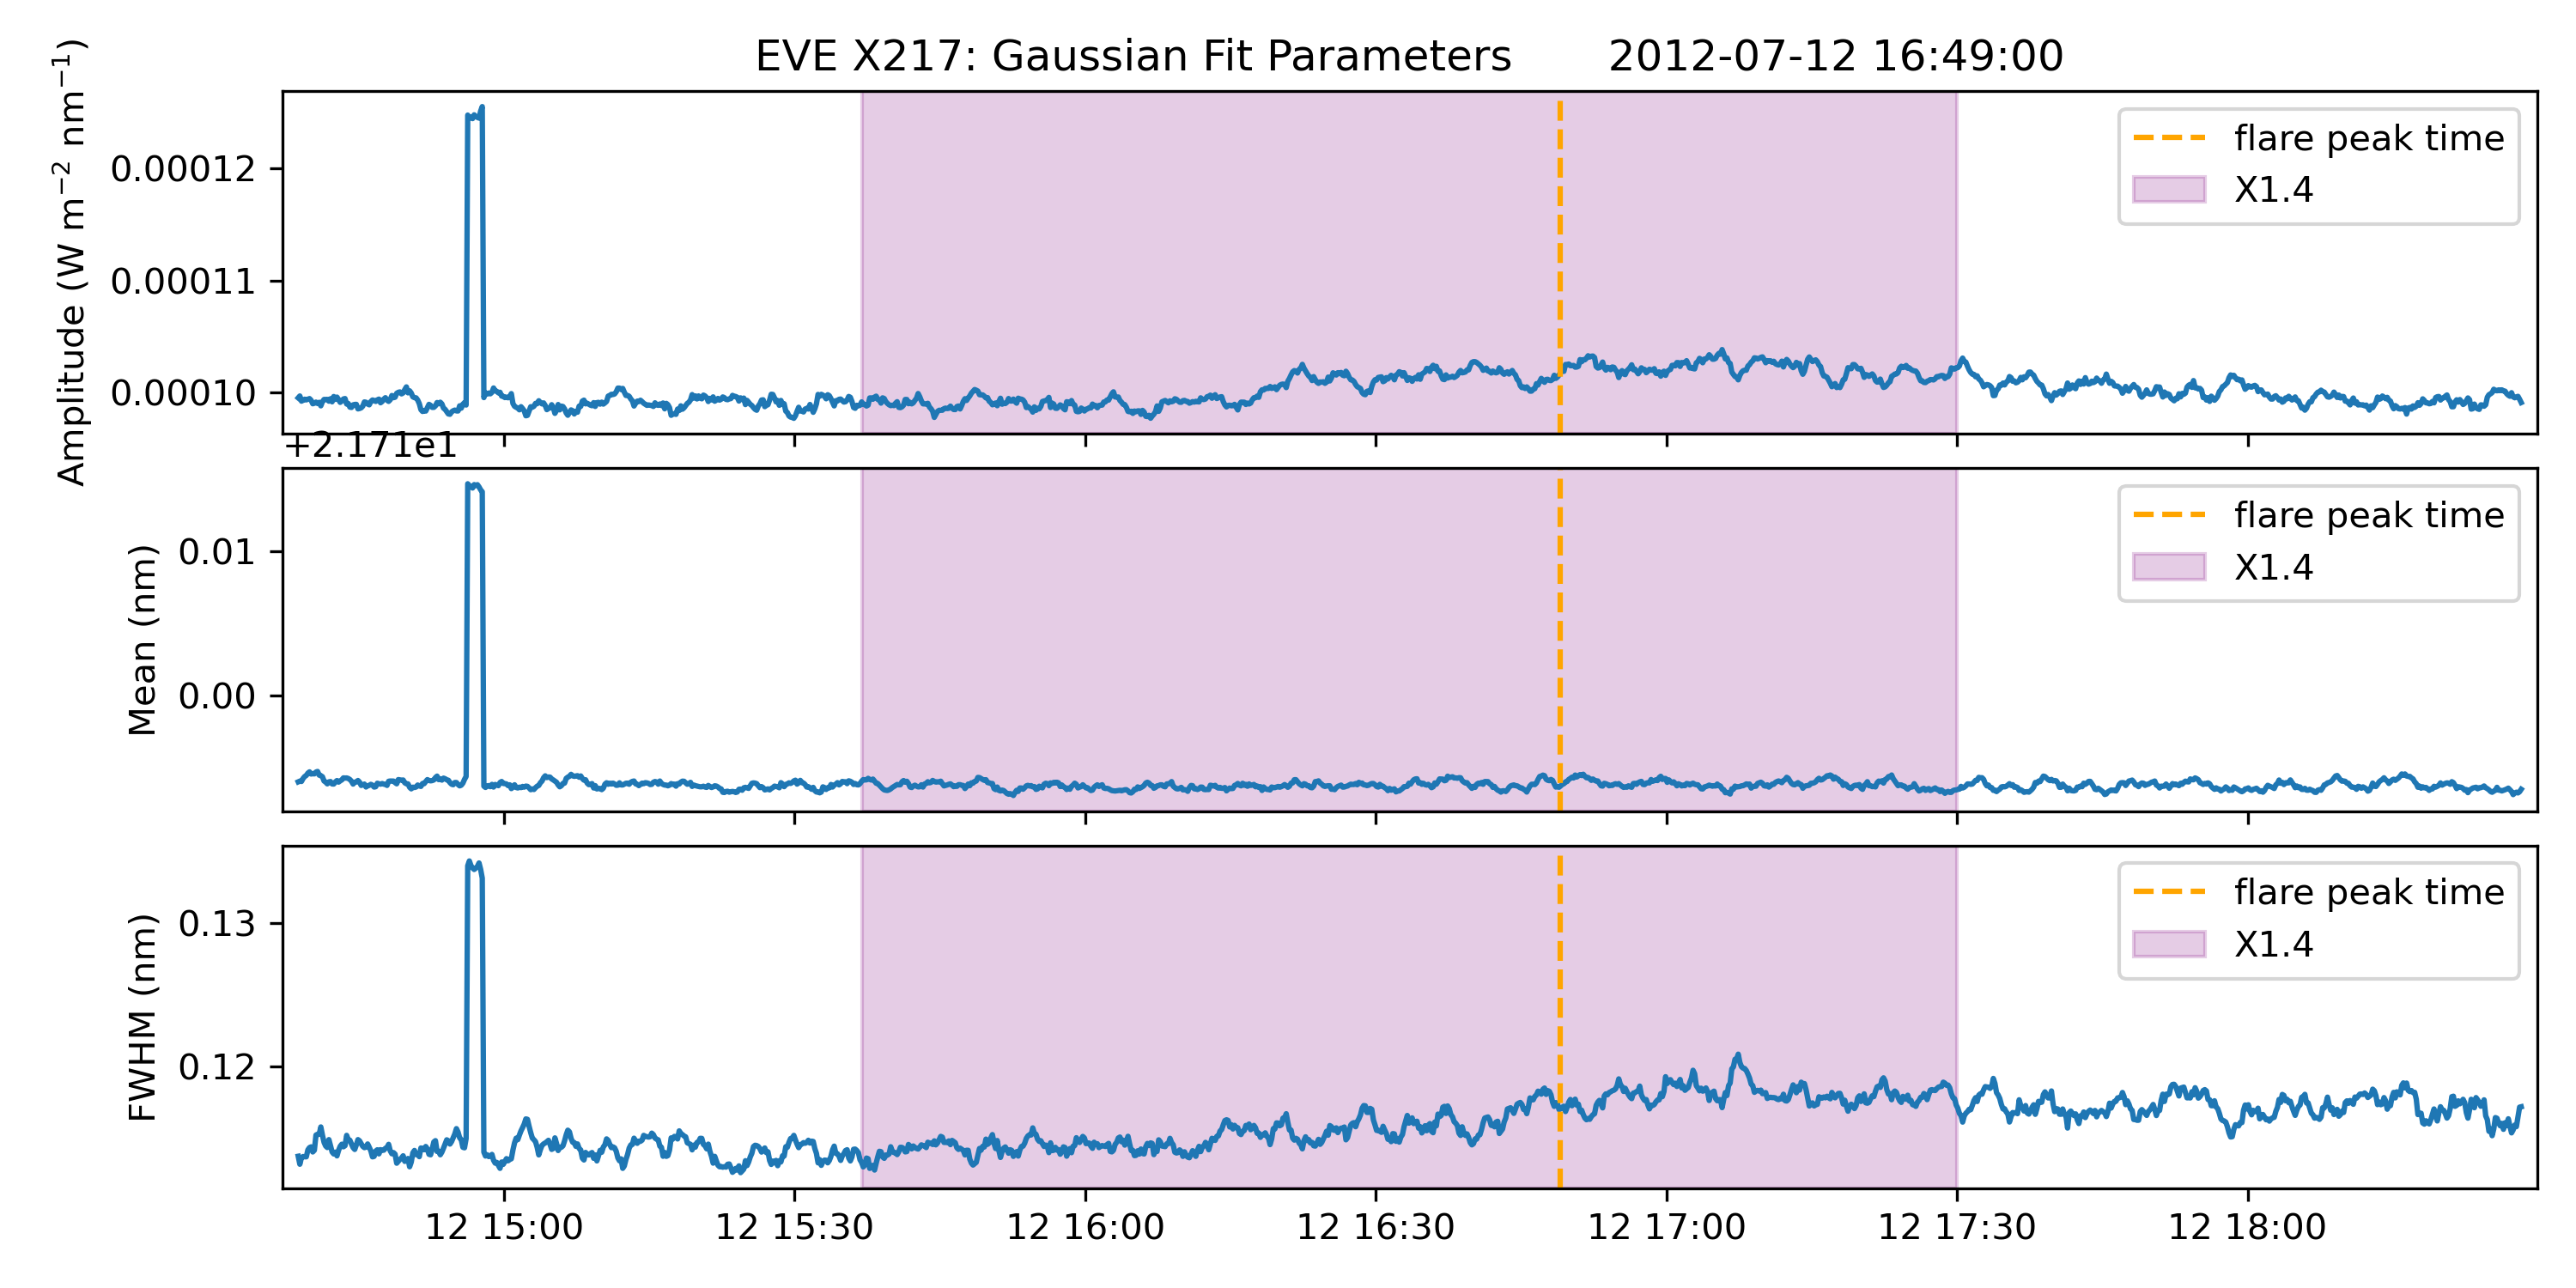 EVE X217: Gaussian Fit Parameters 2012-07-12 16:49:00
Amplitude (W m⁻² nm⁻¹)
0.00012
0.00011
0.00010
flare peak time
X1.4
+2.171e1
Mean (nm)
0.01
0.00
flare peak time
X1.4
FWHM (nm)
0.13
0.12
flare peak time
X1.4
12 15:00 12 15:30 12 16:00 12 16:30 12 17:00 12 17:30 12 18:00